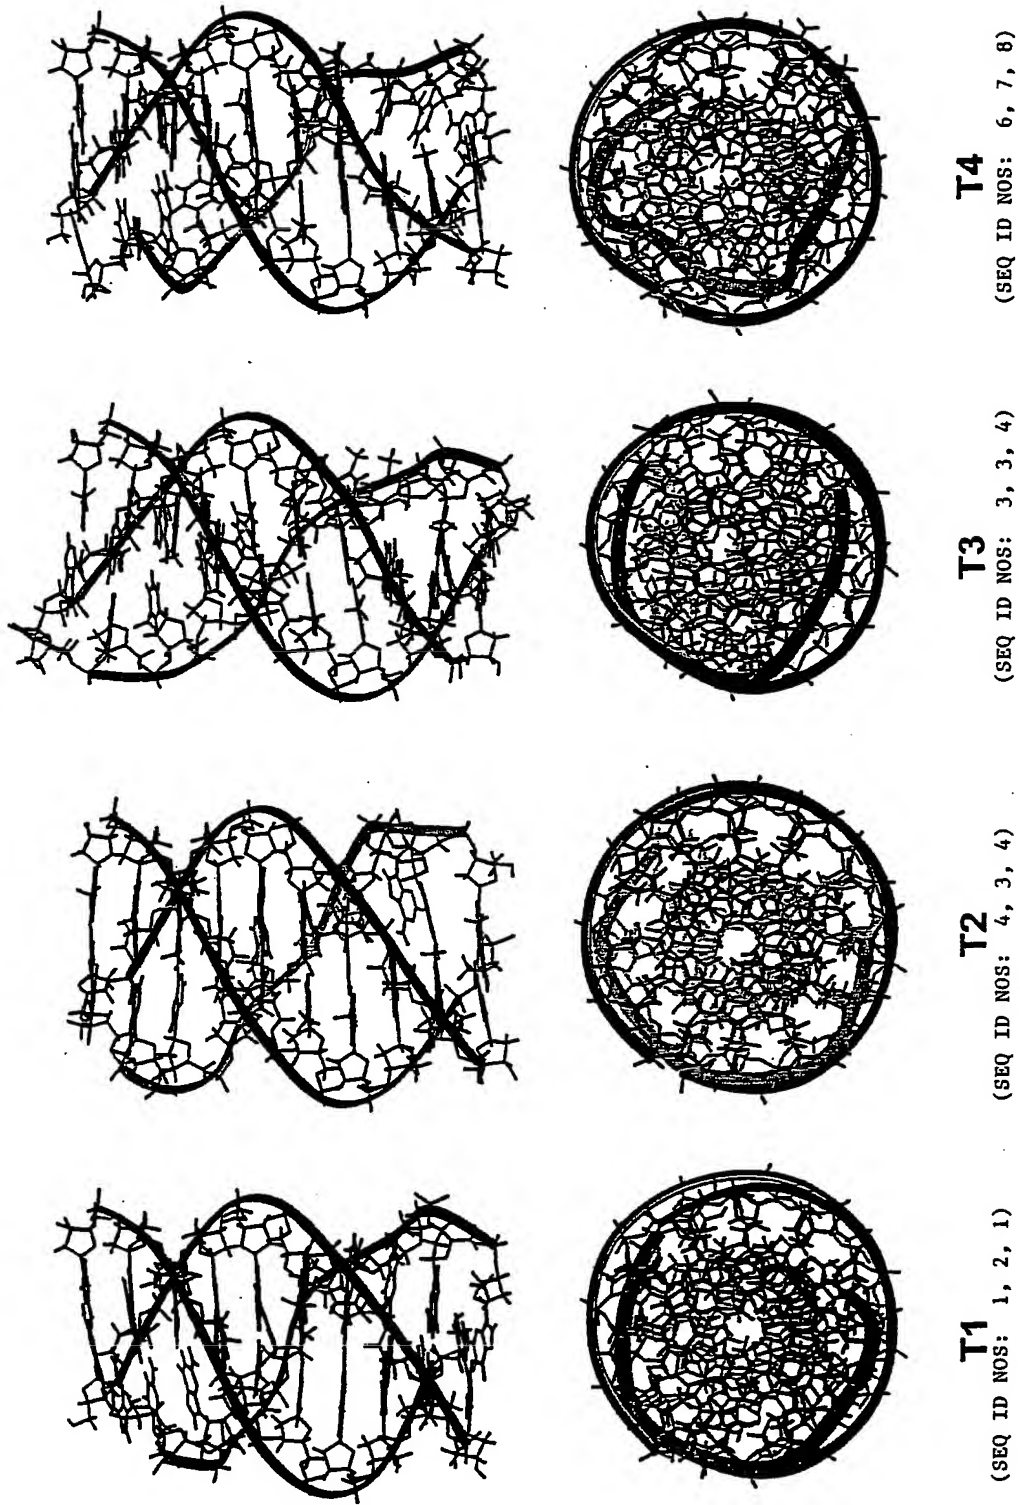 T1
(SEQ ID NOS: 1, 2, 1)
T2
(SEQ ID NOS: 4, 3, 4)
T3
(SEQ ID NOS: 3, 3, 4)
T4
(SEQ ID NOS: 6, 7, 8)